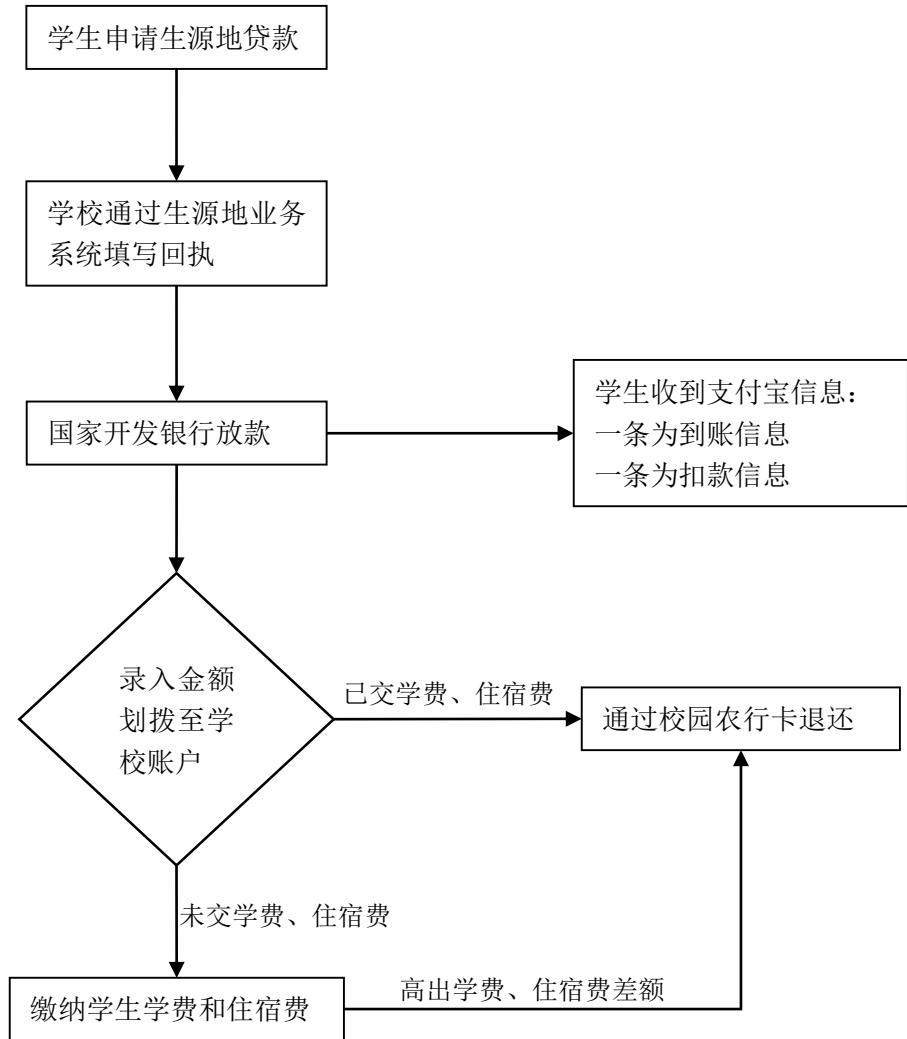 学生申请生源地贷款
学校通过生源地业务
系统填写回执
国家开发银行放款
学生收到支付宝信息：
一条为到账信息
一条为扣款信息
录入金额
划拨至学
校账户
已交学费、住宿费
通过校园农行卡退还
未交学费、住宿费
缴纳学生学费和住宿费
高出学费、住宿费差额